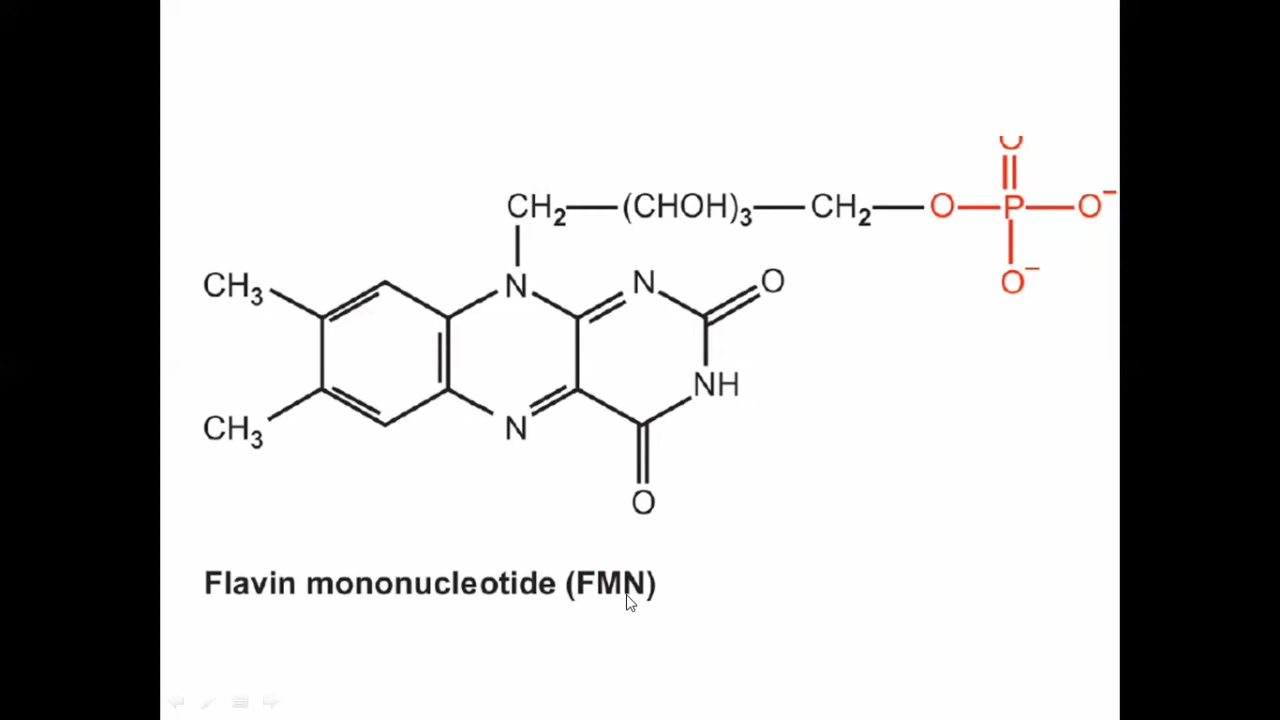 O
CH₂—(CHOH)₃—CH₂—O—P—O⁻
O⁻
CH₃
N
N
O
NH
CH₃
N
O
Flavin mononucleotide (FMN)